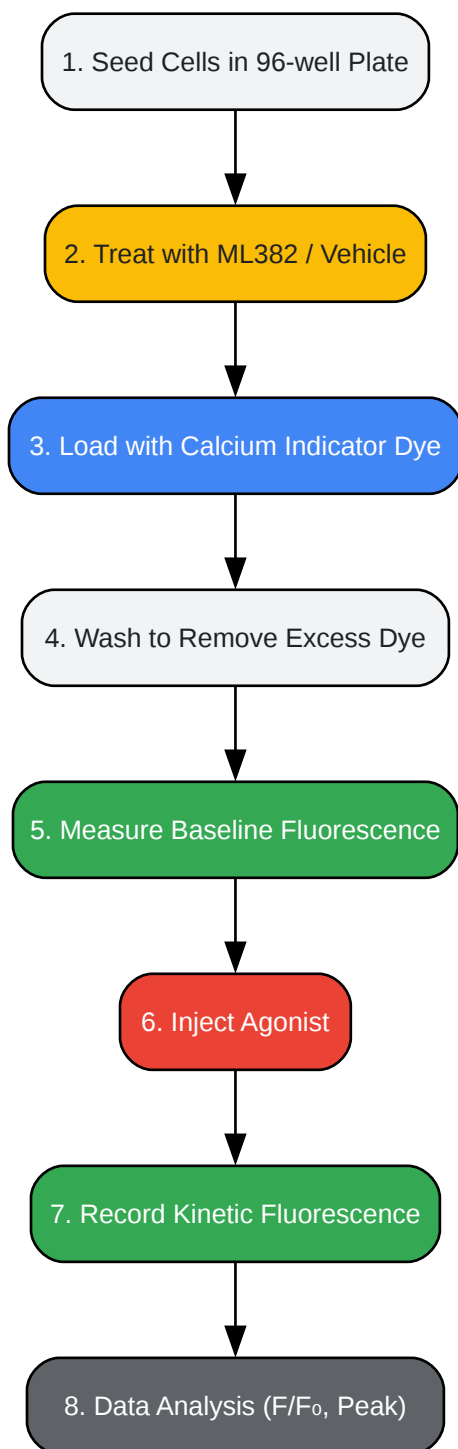 1. Seed Cells in 96-well Plate
2. Treat with ML382 / Vehicle
3. Load with Calcium Indicator Dye
4. Wash to Remove Excess Dye
5. Measure Baseline Fluorescence
6. Inject Agonist
7. Record Kinetic Fluorescence
8. Data Analysis (F/F₀, Peak)